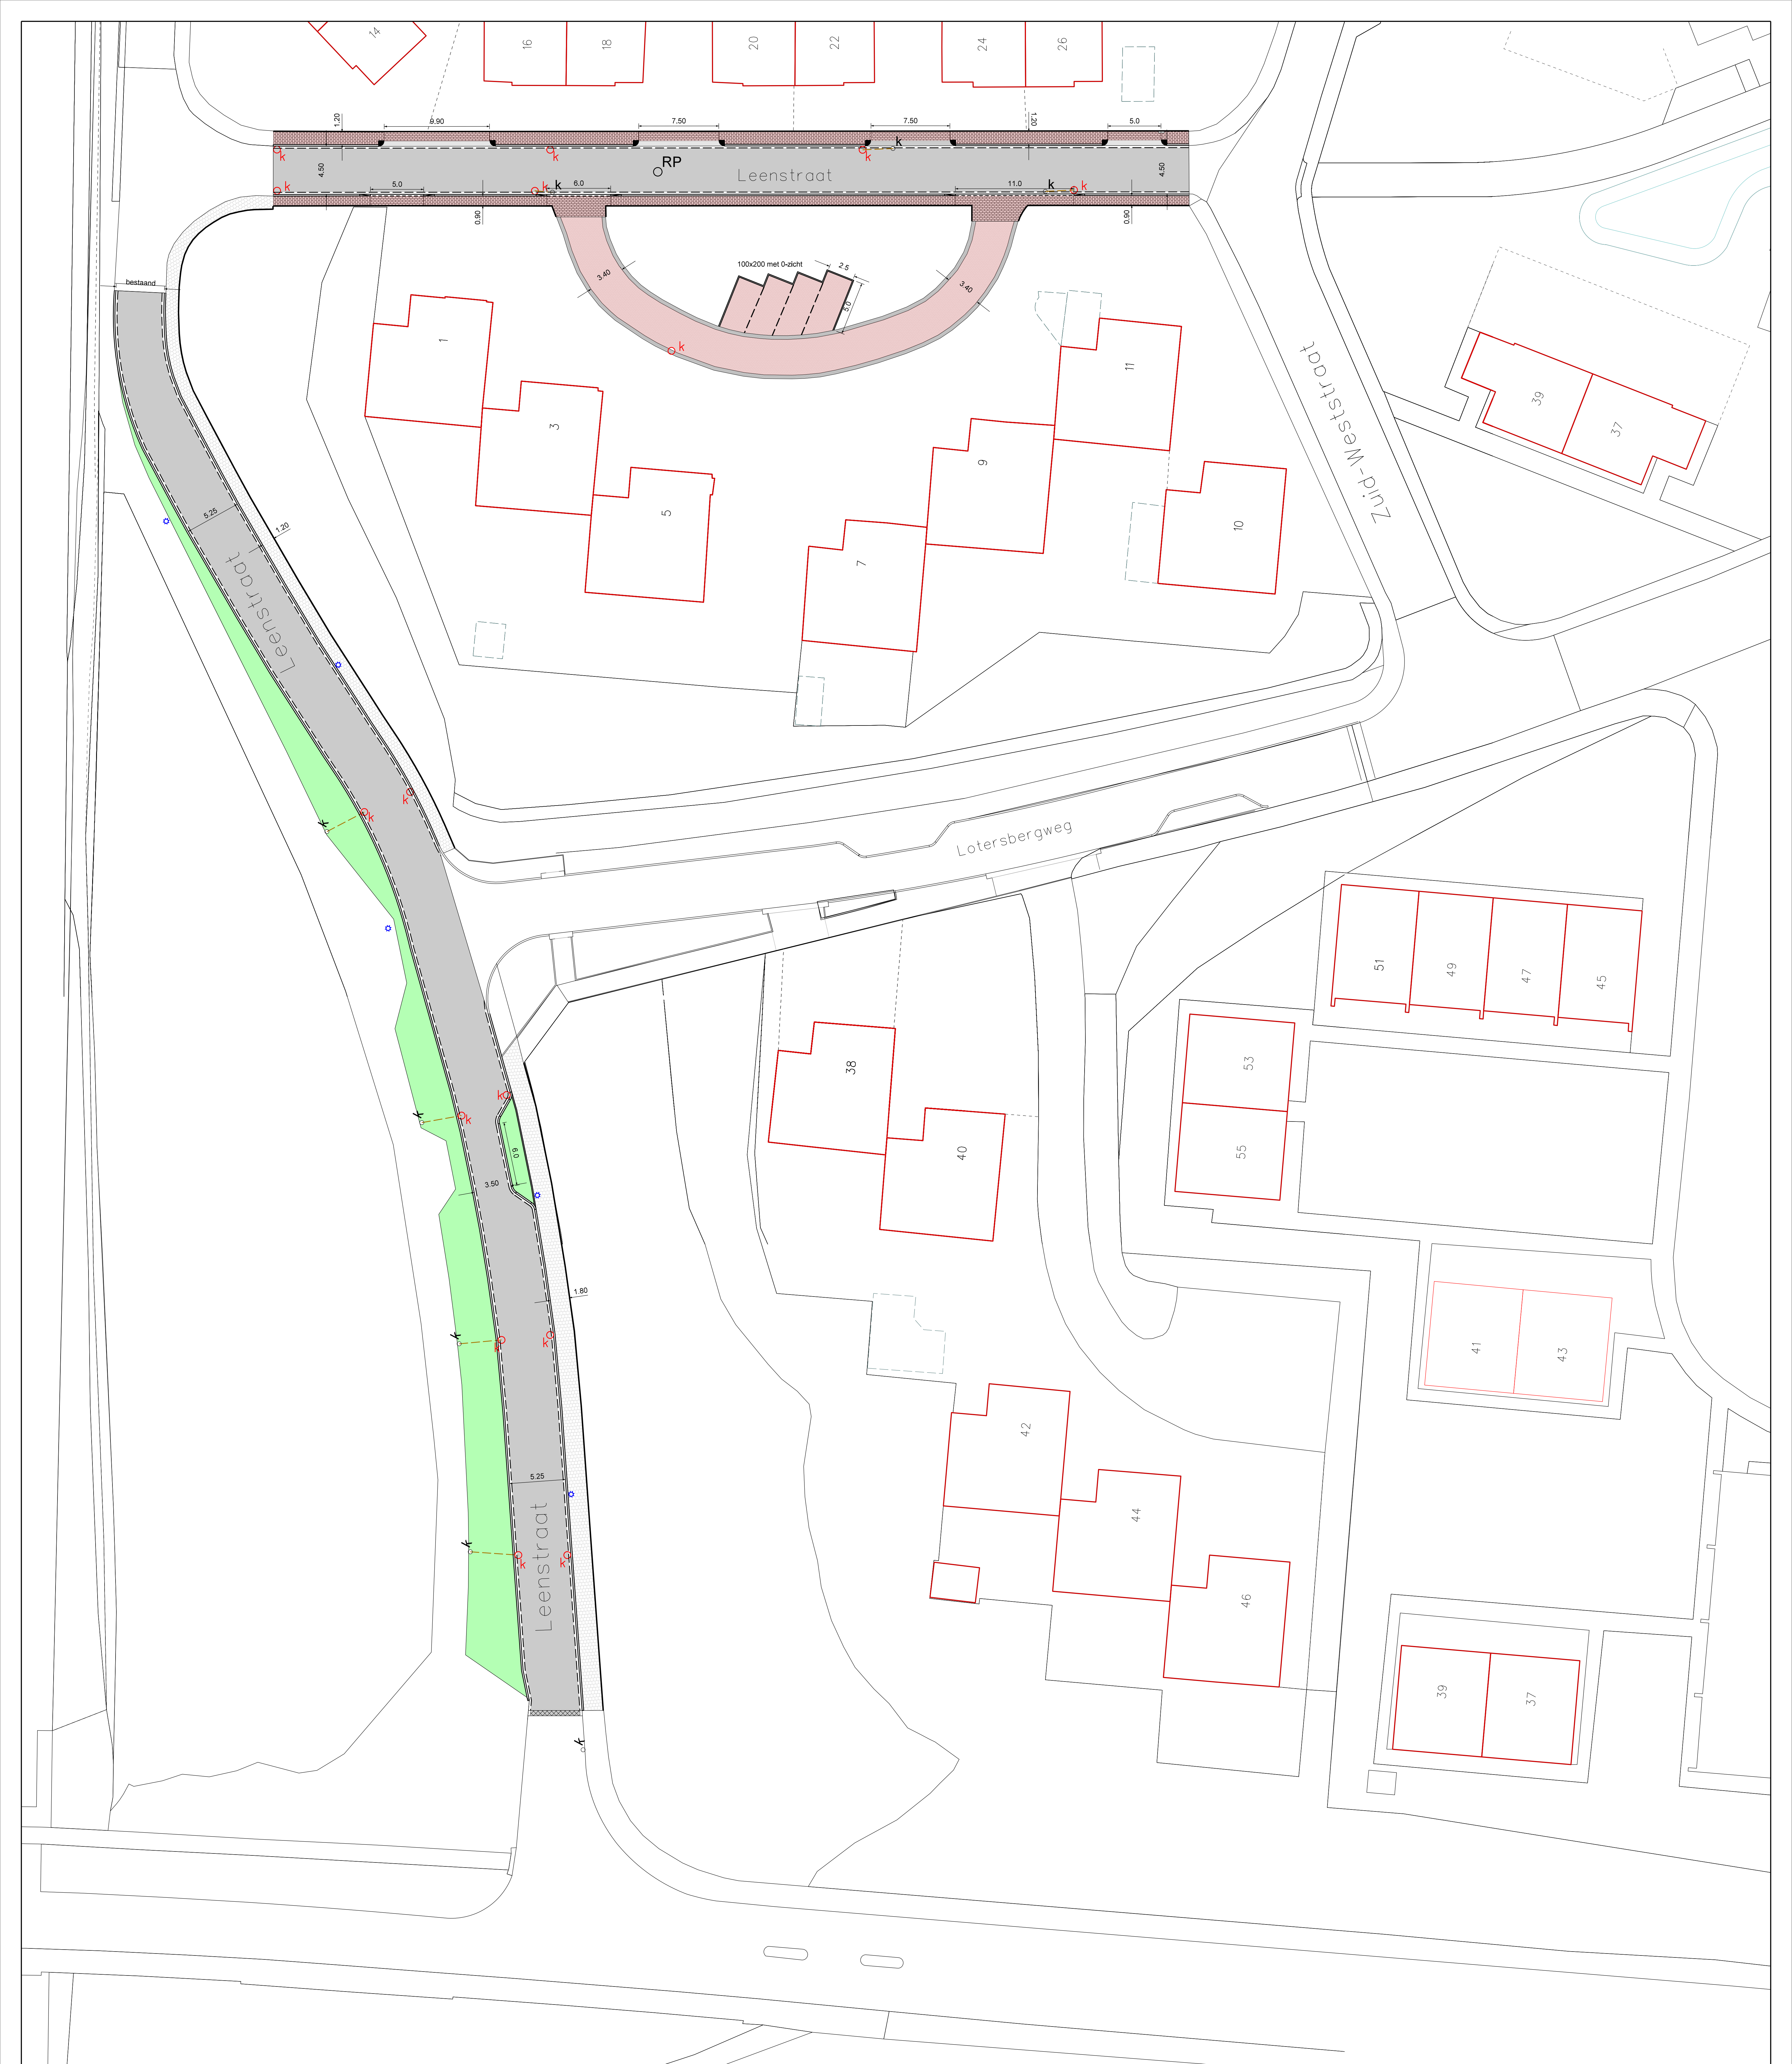 14
16
18
20
22
24
26
1.20
9.90
7.50
7.50
1.20
5.0
k
4.50
k
k
k
RP
Leenstraat
4.50
k
5.0
k
k
6.0
11.0
k
k
0.90
0.90
bestaand
3.40
100x200 met 0-zicht
2.5
5.0
3.40
k
1
3
5
7
9
11
10
Zuid-Weststraat
39
37
5.25
1.20
Leenstraat
k
k
k
Lotersbergweg
51
49
47
45
53
55
38
40
k
k
k
6.0
3.50
1.80
41
43
k
k
k
42
44
46
5.25
Leenstraat
k
k
k
39
37
k